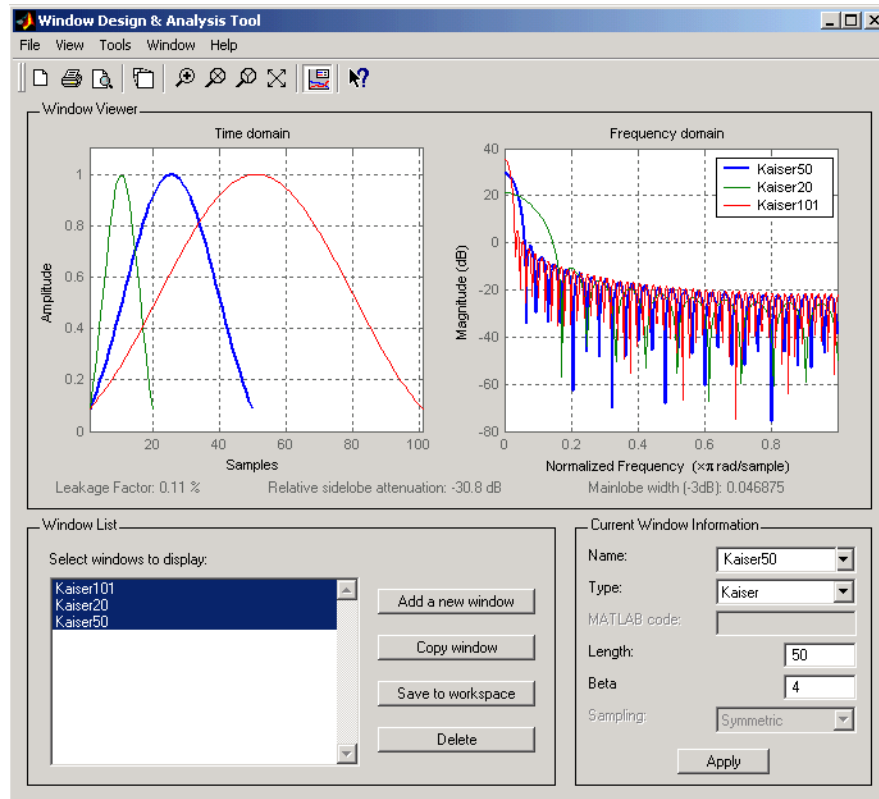 Window Design & Analysis Tool
File View Tools Window Help
Window Viewer
Time domain
Amplitude
1
0.8
0.6
0.4
0.2
0
20 40 60 80 100
Samples
Frequency domain
Magnitude (dB)
40
20
0
-20
-40
-60
-80
0 0.2 0.4 0.6 0.8
Normalized Frequency (×π rad/sample)
Kaiser50
Kaiser20
Kaiser101
Leakage Factor: 0.11 % Relative sidelobe attenuation: -30.8 dB Mainlobe width (-3dB): 0.046875
Window List
Select windows to display:
Kaiser101
Kaiser20
Kaiser50
Add a new window
Copy window
Save to workspace
Delete
Current Window Information
Name: Kaiser50
Type: Kaiser
MATLAB code:
Length: 50
Beta 4
Sampling: Symmetric
Apply